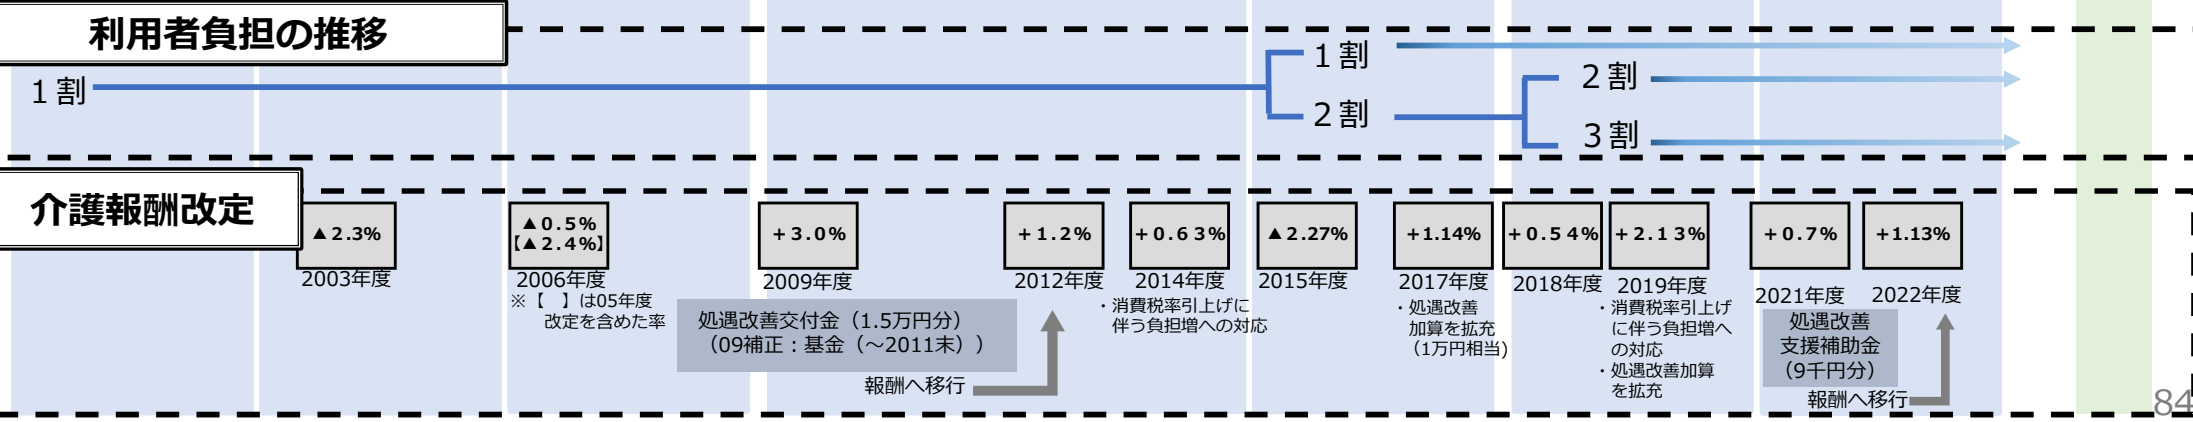 利用者負担の推移
１割
１割
２割
２割
３割
介護報酬改定
▲2.3%
2003年度
▲0.5%
【▲2.4%】
2006年度
※【　】は05年度
改定を含めた率
+3.0%
2009年度
処遇改善交付金（1.5万円分）
（09補正：基金（～2011末））
報酬へ移行
+1.2%
2012年度
+0.63%
2014年度
・消費税率引上げに
伴う負担増への対応
▲2.27%
2015年度
+1.14%
2017年度
・処遇改善
加算を拡充
（1万円相当）
+0.54%
2018年度
+2.13%
2019年度
・消費税率引上げ
に伴う負担増へ
の対応
・処遇改善加算
を拡充
+0.7%
2021年度
処遇改善
支援補助金
（9千円分）
報酬へ移行
+1.13%
2022年度
84